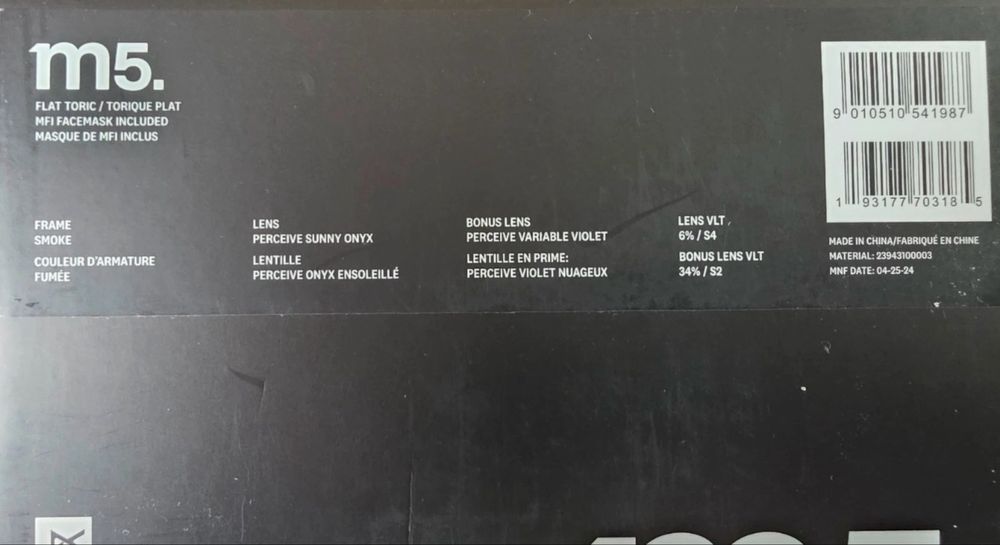 m5.
FLAT TORIC / TORIQUE PLAT
MFI FACEMASK INCLUDED
MASQUE DE MFI INCLUS
9 010510 541987
1 93177 70318 5
FRAME
SMOKE
COULEUR D'ARMATURE
FUMÉE
LENS
PERCEIVE SUNNY ONYX
LENTILLE
PERCEIVE ONYX ENSOLEILLÉ
BONUS LENS
PERCEIVE VARIABLE VIOLET
LENTILLE EN PRIME:
PERCEIVE VIOLET NUAGEUX
LENS VLT
6% / S4
BONUS LENS VLT
34% / S2
MADE IN CHINA/FABRIQUÉ EN CHINE
MATERIAL: 23943100003
MNF DATE: 04-25-24